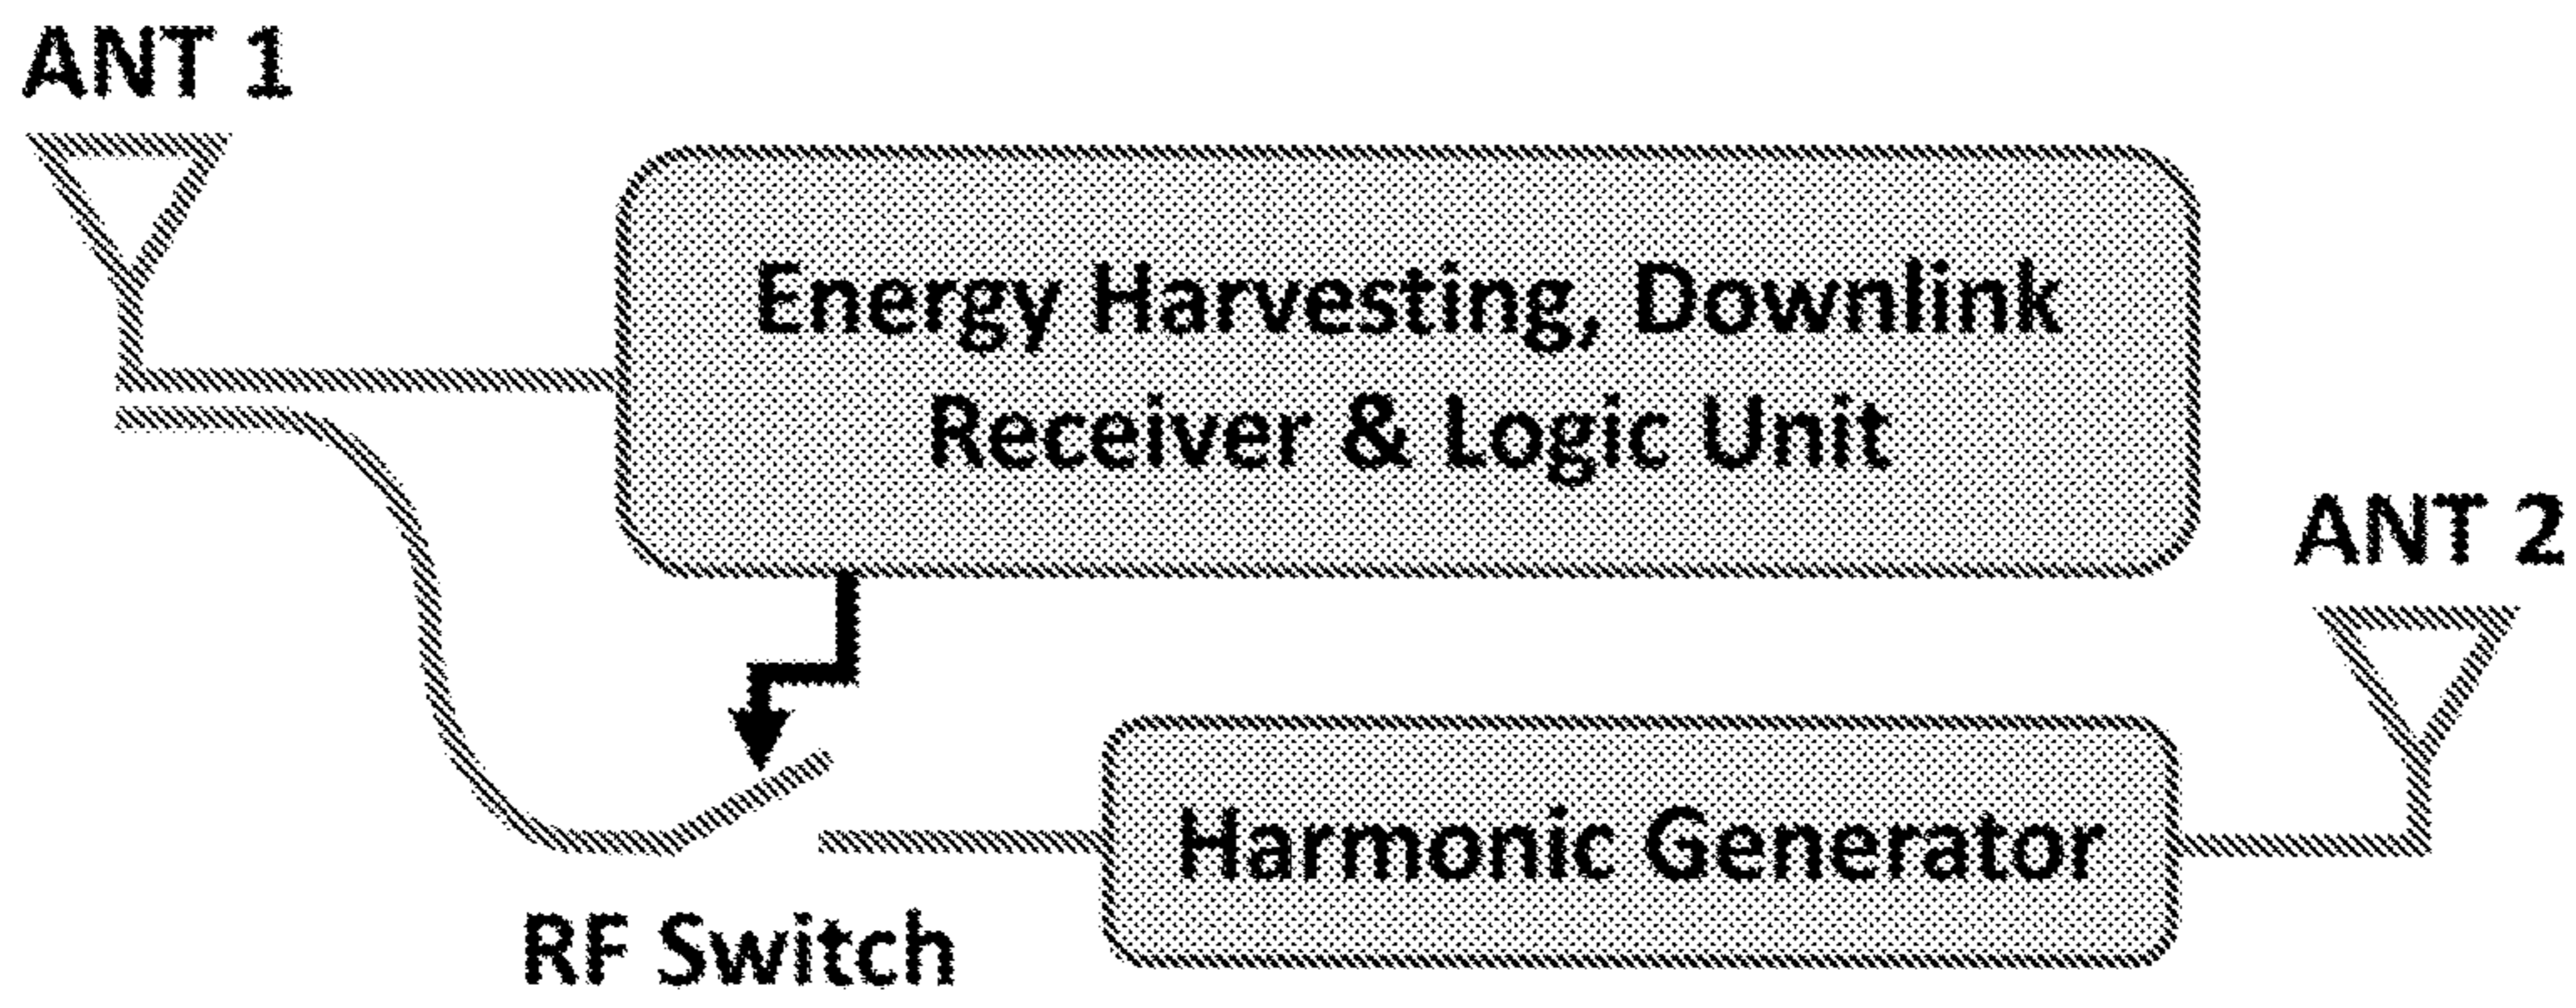 ANT 1
Energy Harvesting, Downlink
Receiver & Logic Unit
ANT 2
Harmonic Generator
RF Switch